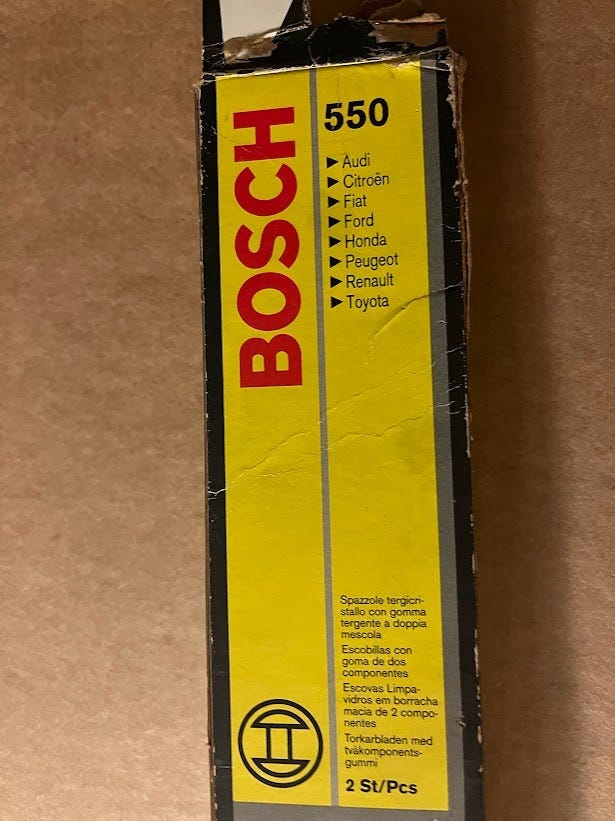 BOSCH
550
► Audi
► Citroën
► Fiat
► Ford
► Honda
► Peugeot
► Renault
► Toyota
Spazzole tergicri-
stallo con gomma
tergente a doppia
mescola
Escobillas con
goma de dos
componentes
Escovas Limpa-
vidros em borracha
macia de 2 compo-
nentes
Torkarbladen med
tvåkomponents-
gummi
2 St/Pcs